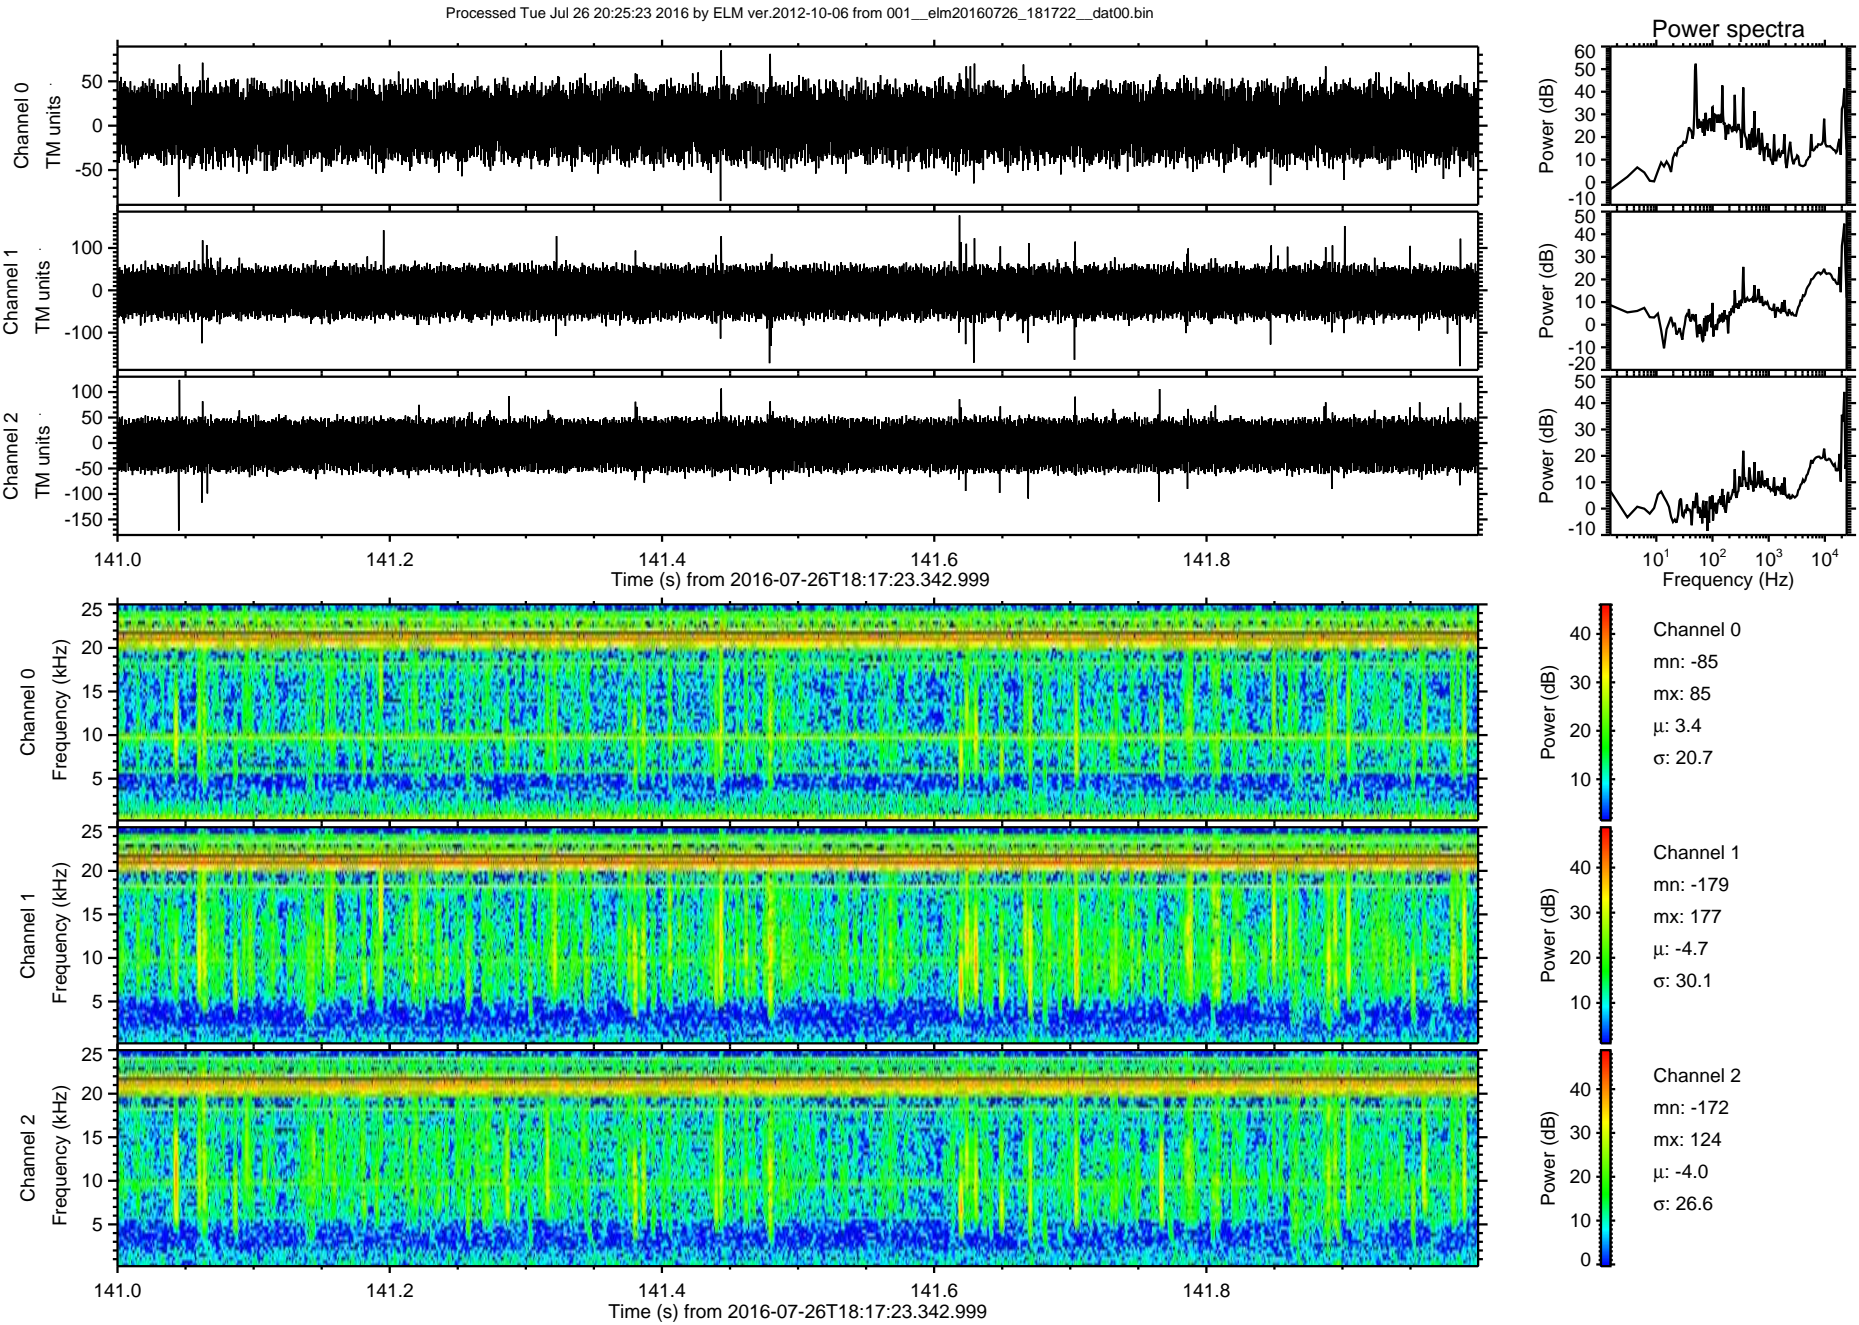 Processed Tue Jul 26 20:25:23 2016 by ELM ver.2012-10-06 from 001__elm20160726_181722__dat00.bin
Power spectra
Channel 0
TM units
50
0
-50
Power (dB)
60
50
40
30
20
10
0
-10
Channel 1
TM units
100
0
-100
Power (dB)
50
40
30
20
10
0
-10
-20
Channel 2
TM units
100
50
0
-50
-100
-150
Power (dB)
50
40
30
20
10
0
-10
141.0 141.2 141.4 141.6 141.8
Time (s) from 2016-07-26T18:17:23.342.999
10¹ 10² 10³ 10⁴
Frequency (Hz)
Channel 0
Frequency (kHz)
25
20
15
10
5
Power (dB)
40
30
20
10
Channel 0
mn: -85
mx: 85
μ: 3.4
σ: 20.7
Channel 1
Frequency (kHz)
25
20
15
10
5
Power (dB)
40
30
20
10
Channel 1
mn: -179
mx: 177
μ: -4.7
σ: 30.1
Channel 2
Frequency (kHz)
25
20
15
10
5
Power (dB)
40
30
20
10
0
Channel 2
mn: -172
mx: 124
μ: -4.0
σ: 26.6
141.0 141.2 141.4 141.6 141.8
Time (s) from 2016-07-26T18:17:23.342.999